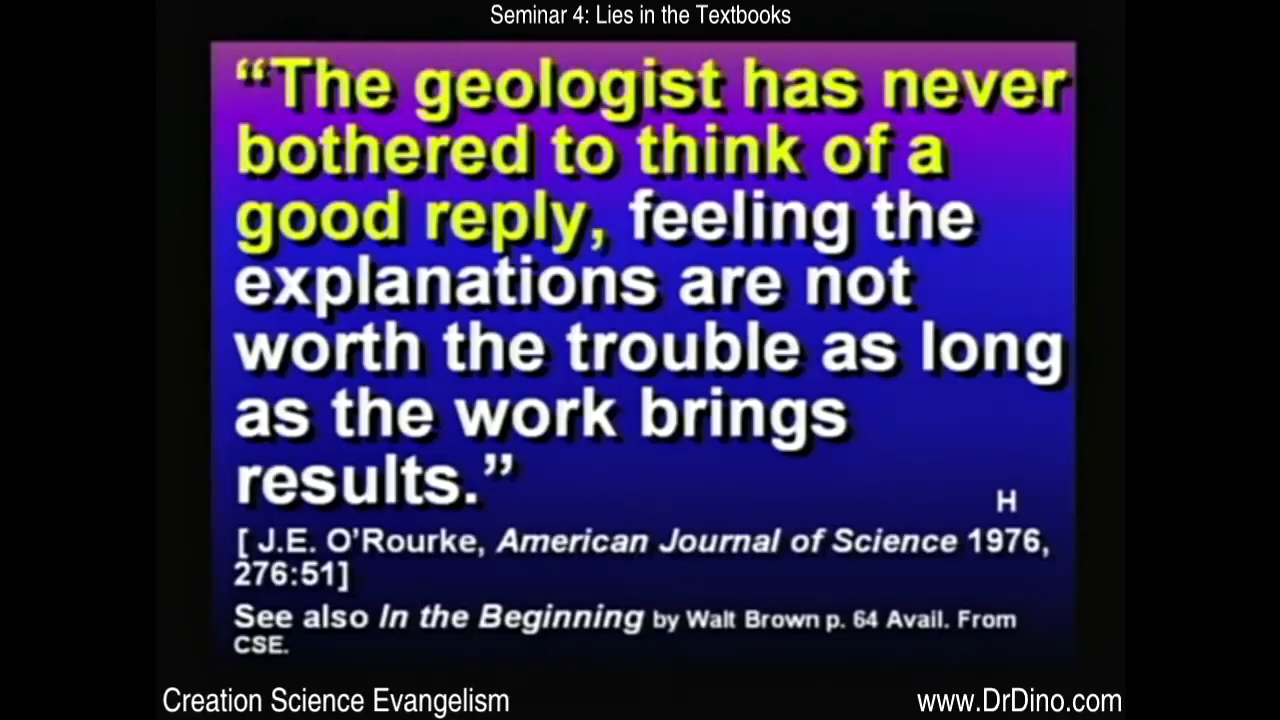 Seminar 4: Lies in the Textbooks
“The geologist has never
bothered to think of a
good reply, feeling the
explanations are not
worth the trouble as long
as the work brings
results.”
H
[ J.E. O’Rourke, American Journal of Science 1976,
276:51]
See also In the Beginning by Walt Brown p. 64 Avail. From
CSE.
Creation Science Evangelism
www.DrDino.com